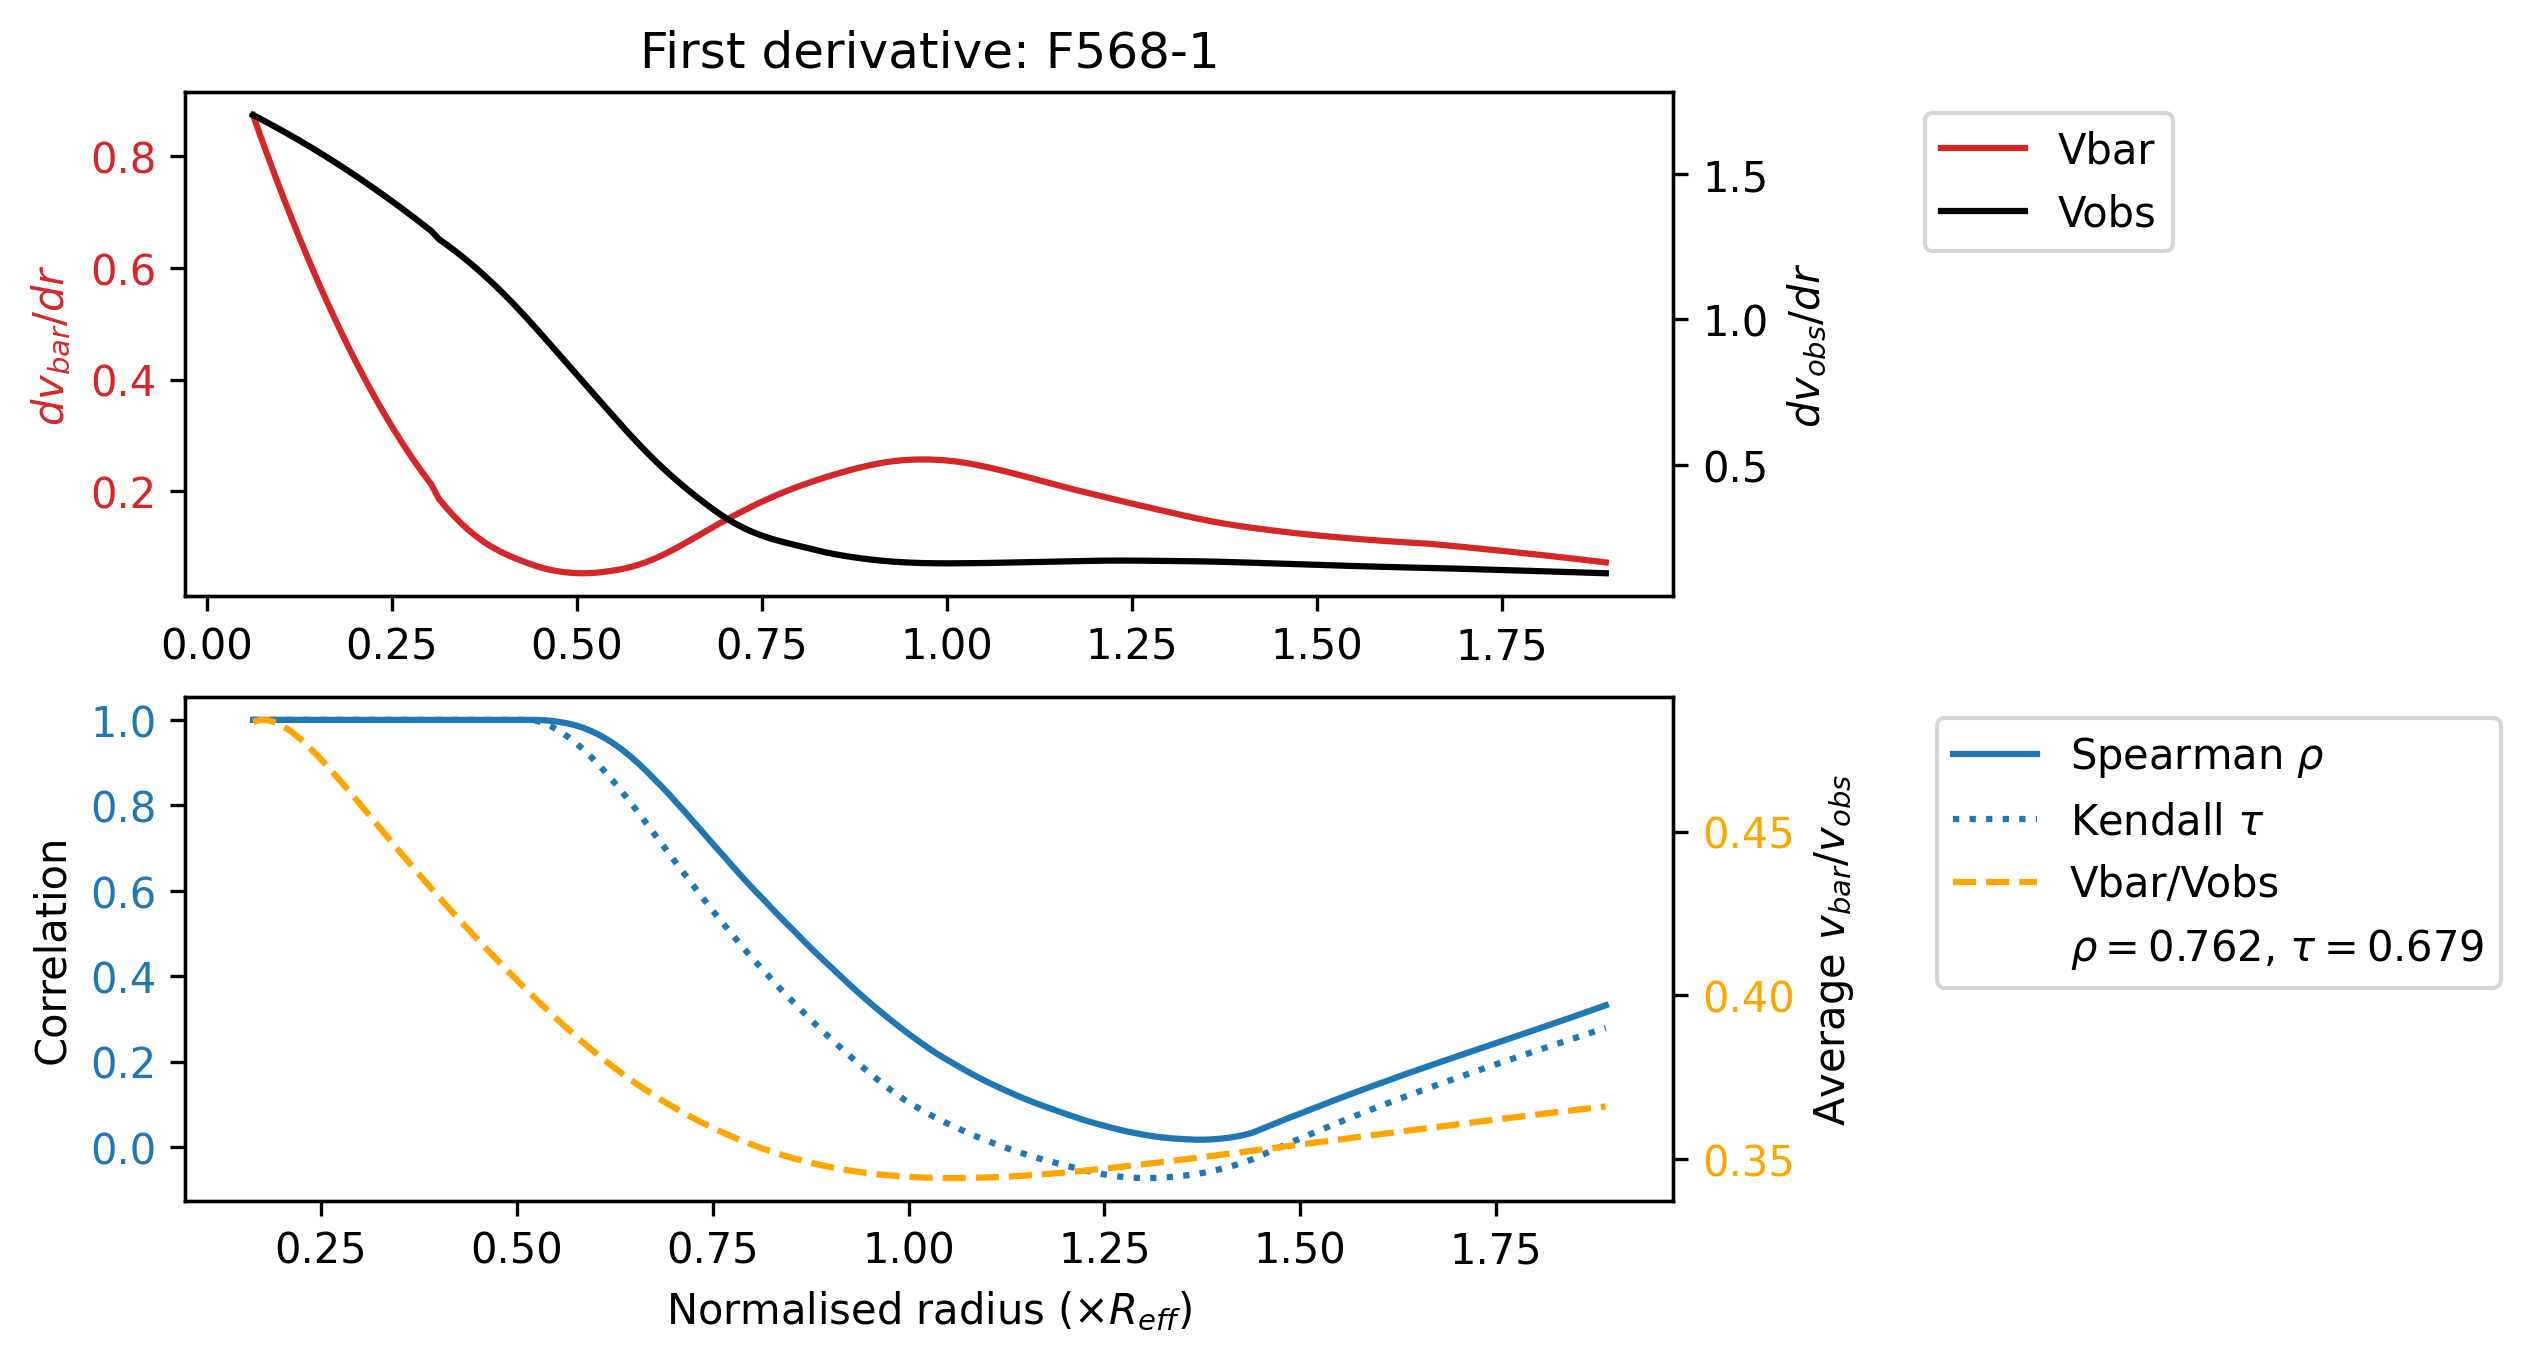 First derivative: F568-1
dv_bar/dr
0.8
0.6
0.4
0.2
1.5
1.0
0.5
dv_obs/dr
0.00 0.25 0.50 0.75 1.00 1.25 1.50 1.75
Vbar
Vobs
Correlation
1.0
0.8
0.6
0.4
0.2
0.0
0.45
0.40
0.35
Average v_bar/v_obs
0.25 0.50 0.75 1.00 1.25 1.50 1.75
Normalised radius (×R_eff)
Spearman ρ
Kendall τ
Vbar/Vobs
ρ = 0.762, τ = 0.679